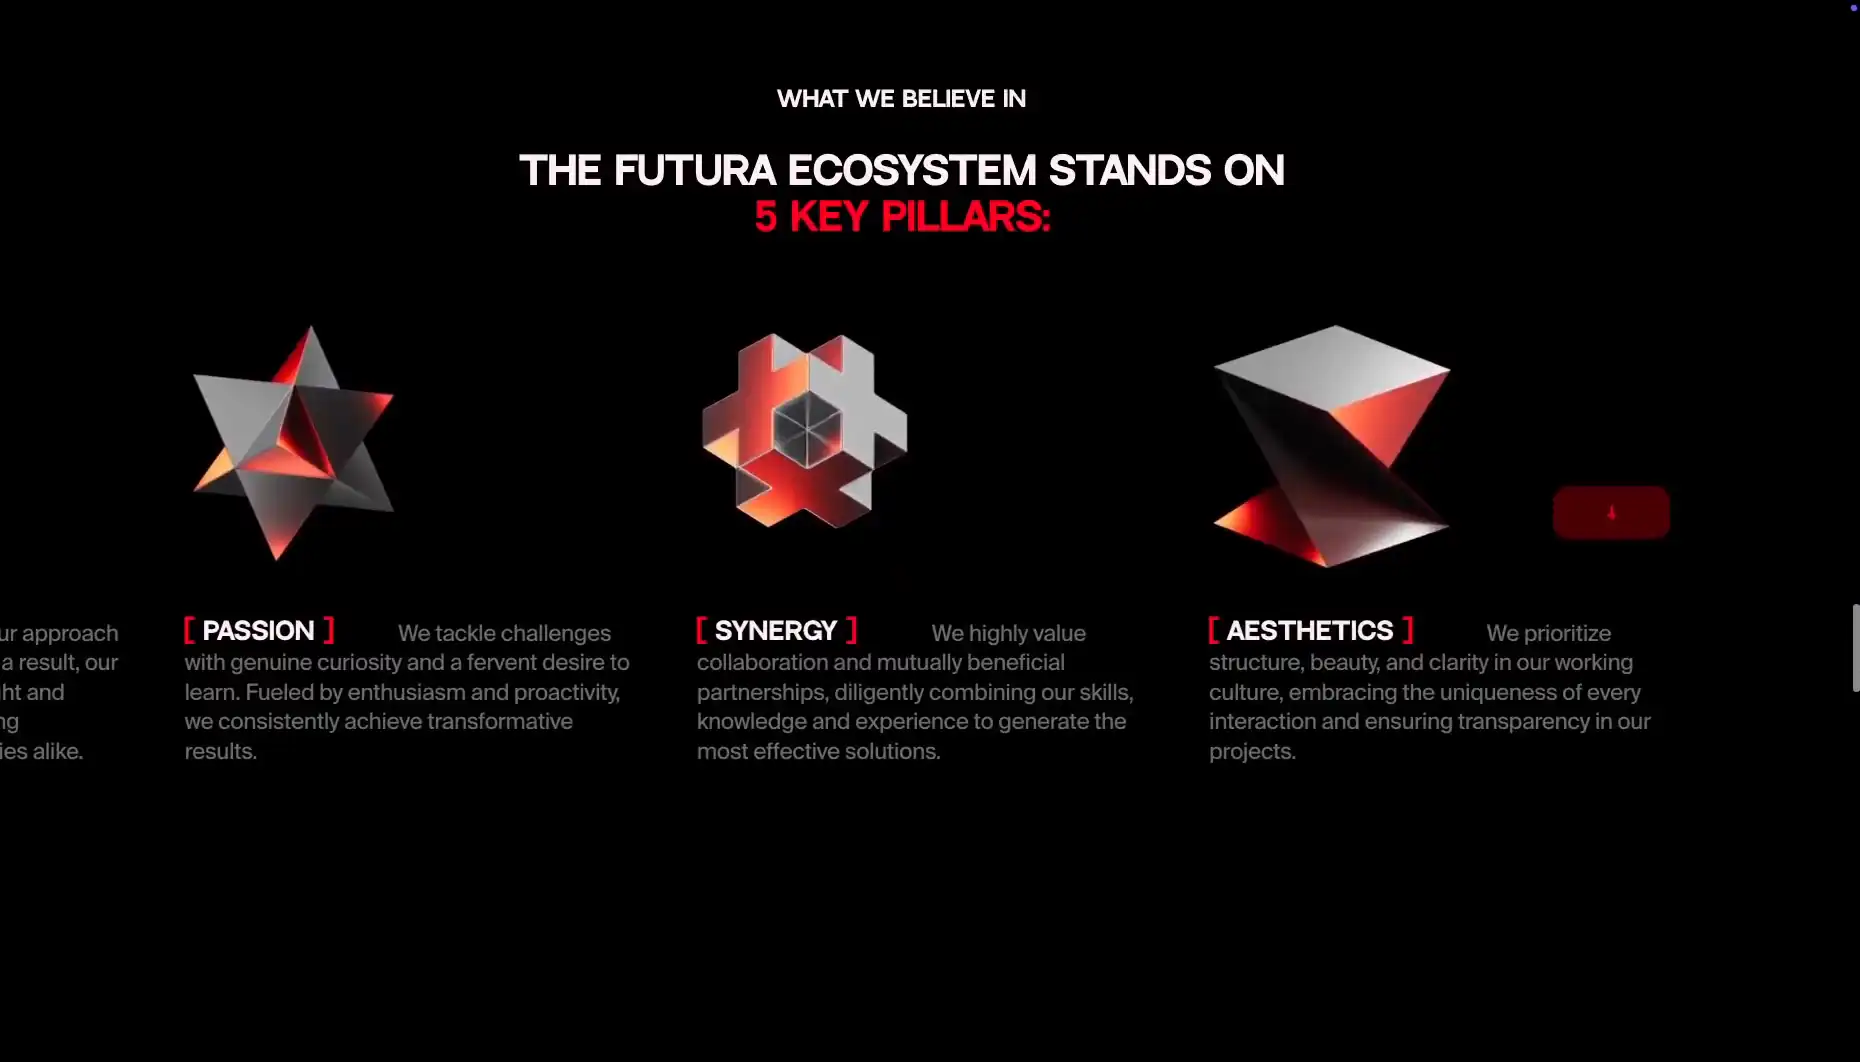 WHAT WE BELIEVE IN
THE FUTURA ECOSYSTEM STANDS ON
5 KEY PILLARS:
ur approach
a result, our
ht and
ng
ies alike.
[ PASSION ] We tackle challenges
with genuine curiosity and a fervent desire to
learn. Fueled by enthusiasm and proactivity,
we consistently achieve transformative
results.
[ SYNERGY ] We highly value
collaboration and mutually beneficial
partnerships, diligently combining our skills,
knowledge and experience to generate the
most effective solutions.
[ AESTHETICS ] We prioritize
structure, beauty, and clarity in our working
culture, embracing the uniqueness of every
interaction and ensuring transparency in our
projects.